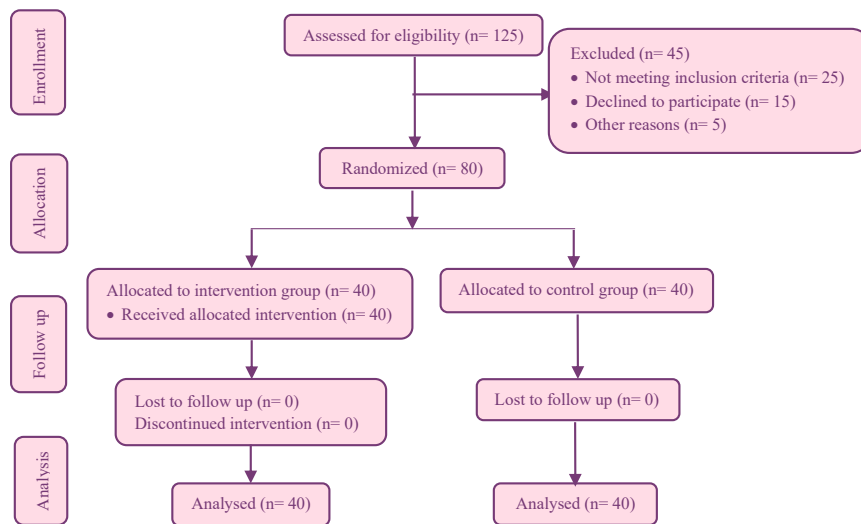 Enrollment
Assessed for eligibility (n= 125)
Excluded (n= 45)
• Not meeting inclusion criteria (n= 25)
• Declined to participate (n= 15)
• Other reasons (n= 5)
Allocation
Randomized (n= 80)
Allocated to intervention group (n= 40)
• Received allocated intervention (n= 40)
Allocated to control group (n= 40)
Follow up
Lost to follow up (n= 0)
Discontinued intervention (n= 0)
Lost to follow up (n= 0)
Analysis
Analysed (n= 40)
Analysed (n= 40)